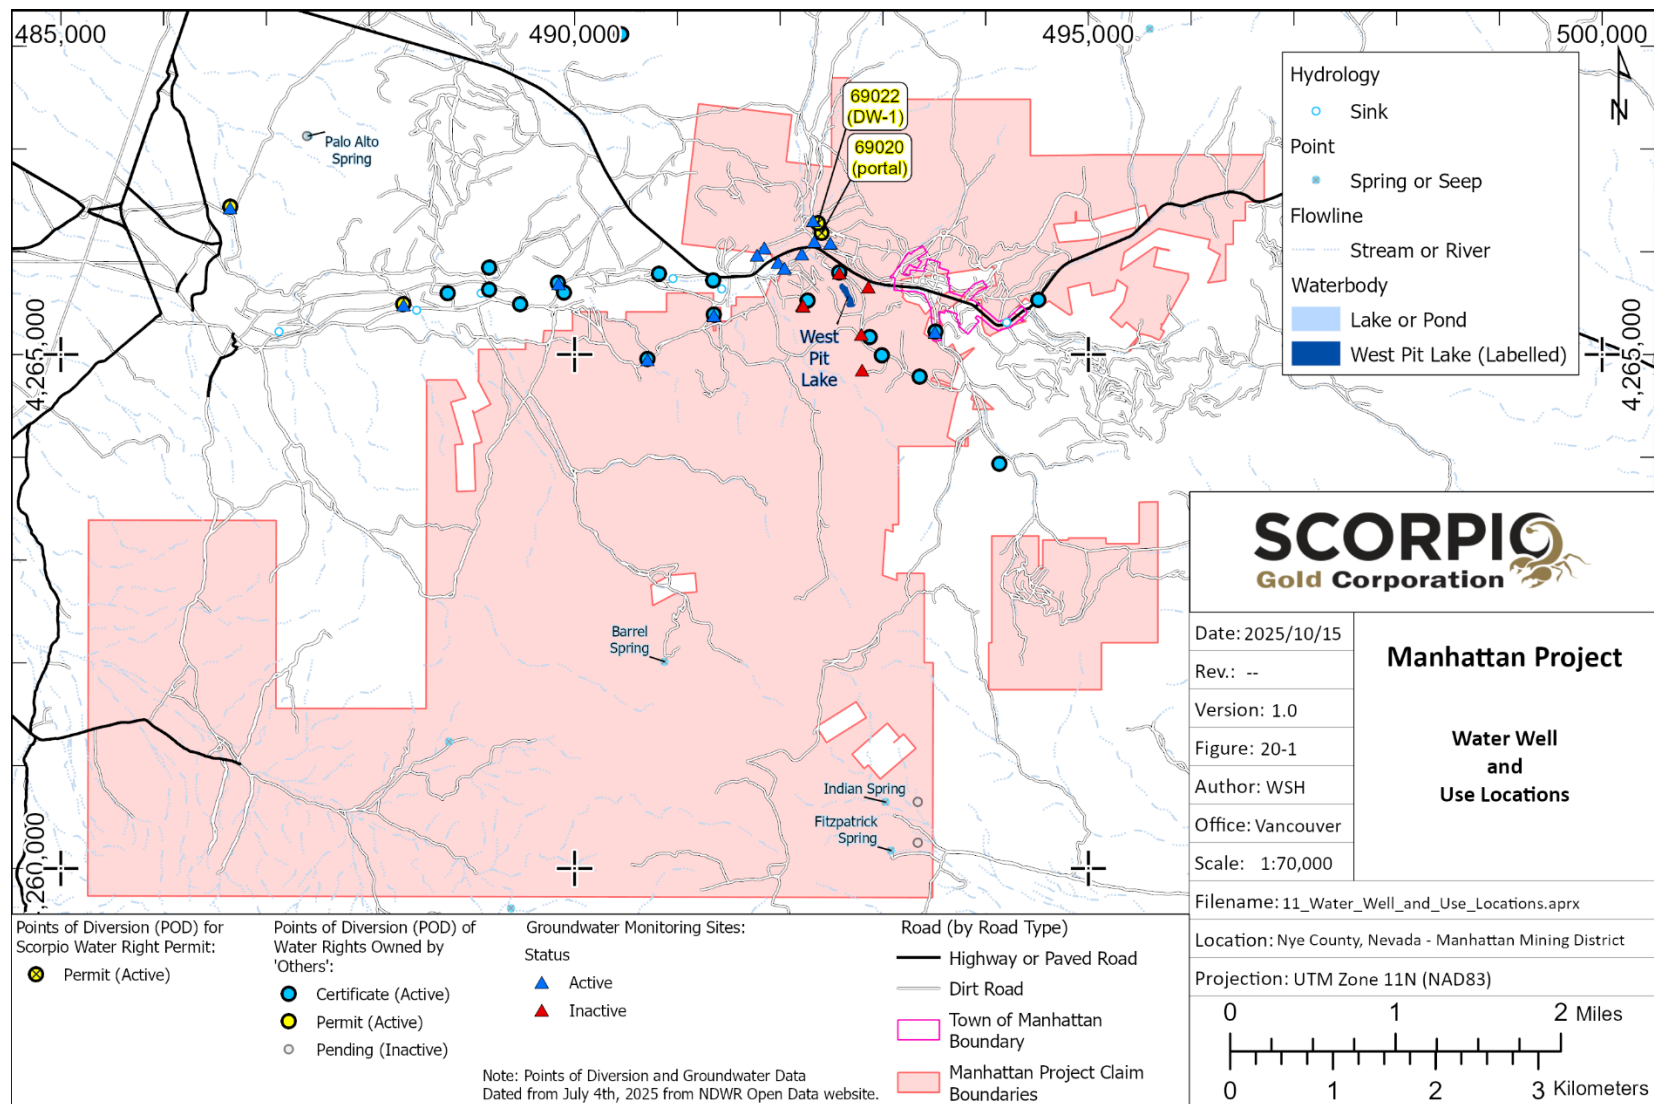 485,000
490,000
495,000
500,000
69022
(DW-1)
69020
(portal)
Palo Alto
Spring
West
Pit
Lake
4,265,000
4,265,000
Barrel
Spring
Indian Spring
Fitzpatrick
Spring
,260,000
Hydrology
Sink
Point
Spring or Seep
Flowline
Stream or River
Waterbody
Lake or Pond
West Pit Lake (Labelled)
N
SCORPIO
Gold Corporation
Date: 2025/10/15
Rev.: --
Version: 1.0
Figure: 20-1
Author: WSH
Office: Vancouver
Scale: 1:70,000
Manhattan Project
Water Well
and
Use Locations
Filename: 11_Water_Well_and_Use_Locations.aprx
Location: Nye County, Nevada - Manhattan Mining District
Projection: UTM Zone 11N (NAD83)
0 1 2 Miles
0 1 2 3 Kilometers
Points of Diversion (POD) for
Scorpio Water Right Permit:
Permit (Active)
Points of Diversion (POD) of
Water Rights Owned by
'Others':
Certificate (Active)
Permit (Active)
Pending (Inactive)
Groundwater Monitoring Sites:
Status
Active
Inactive
Note: Points of Diversion and Groundwater Data
Dated from July 4th, 2025 from NDWR Open Data website.
Road (by Road Type)
Highway or Paved Road
Dirt Road
Town of Manhattan
Boundary
Manhattan Project Claim
Boundaries